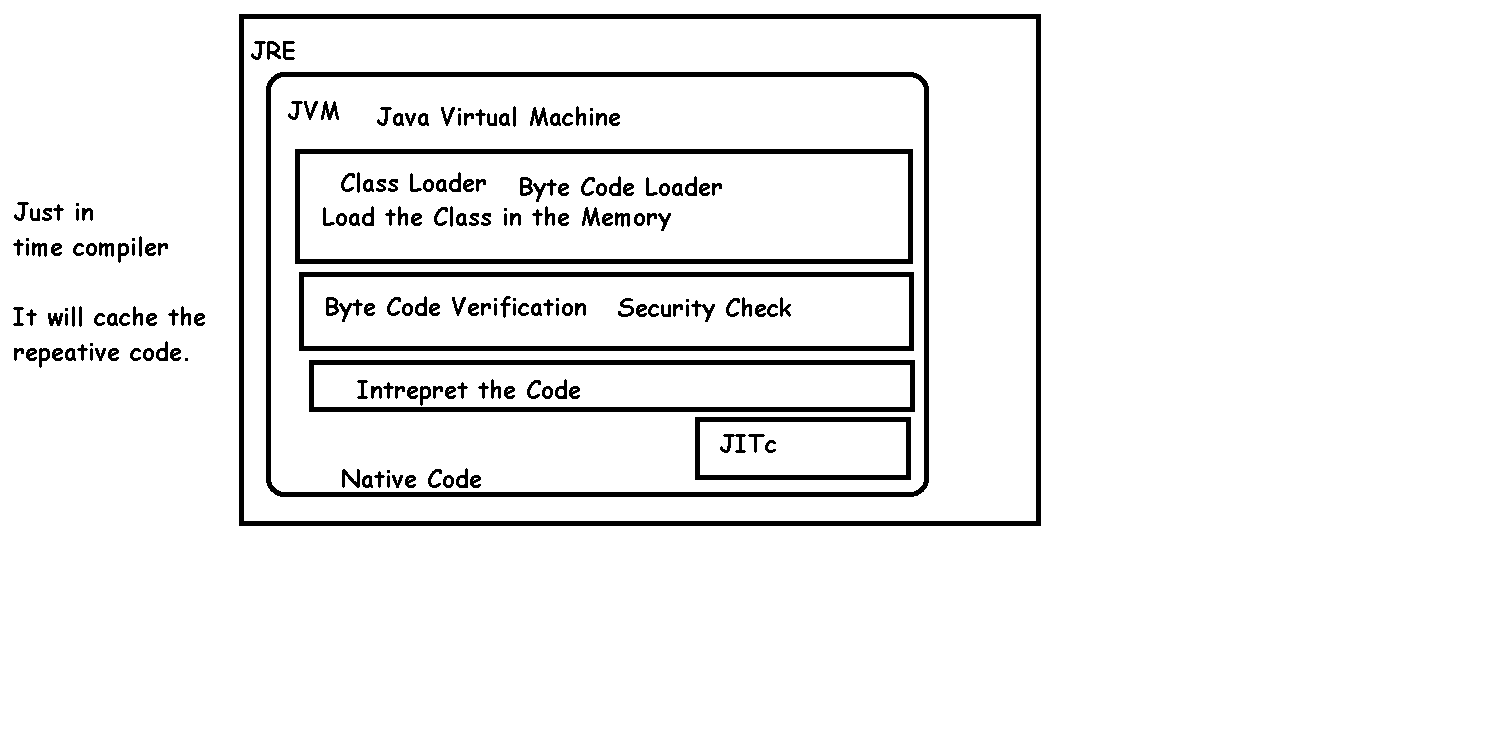 JRE
JVM Java Virtual Machine
Class Loader Byte Code Loader
Load the Class in the Memory
Byte Code Verification Security Check
Intrepret the Code
JITc
Native Code
Just in
time compiler
It will cache the
repeative code.